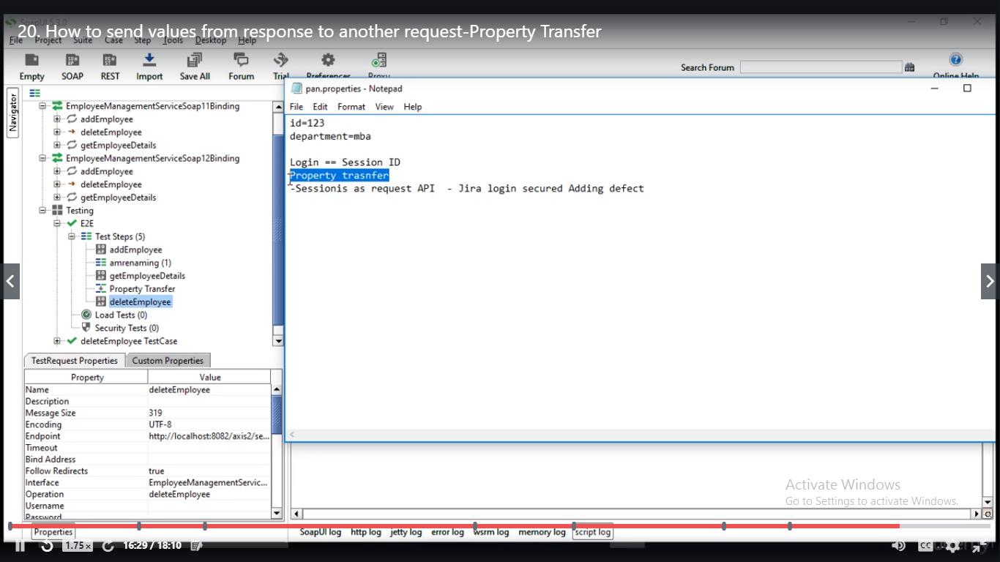 SoapUI 5.3.0
20. How to send values from response to another request-Property Transfer
File Project Suite Case Step Tools Desktop Help
Empty SOAP REST Import Save All Forum Trial Preferences Proxy
Search Forum
Online Help
Navigator
EmployeeManagementServiceSoap11Binding
addEmployee
deleteEmployee
getEmployeeDetails
EmployeeManagementServiceSoap12Binding
addEmployee
deleteEmployee
getEmployeeDetails
Testing
E2E
Test Steps (5)
addEmployee
amrenaming (1)
getEmployeeDetails
Property Transfer
deleteEmployee
Load Tests (0)
Security Tests (0)
deleteEmployee TestCase
TestRequest Properties Custom Properties
Property Value
Name deleteEmployee
Description
Message Size 319
Encoding UTF-8
Endpoint http://localhost:8082/axis2/se...
Timeout
Bind Address
Follow Redirects true
Interface EmployeeManagementServic...
Operation deleteEmployee
Username
Password
Properties
pan.properties - Notepad
File Edit Format View Help
id=123
department=mba
Login == Session ID
Property trasnfer
-Sessionis as request API - Jira login secured Adding defect
Activate Windows
Go to Settings to activate Windows.
SoapUI log http log jetty log error log wsrm log memory log script log
1.75 x 16:29 / 18:10
CC